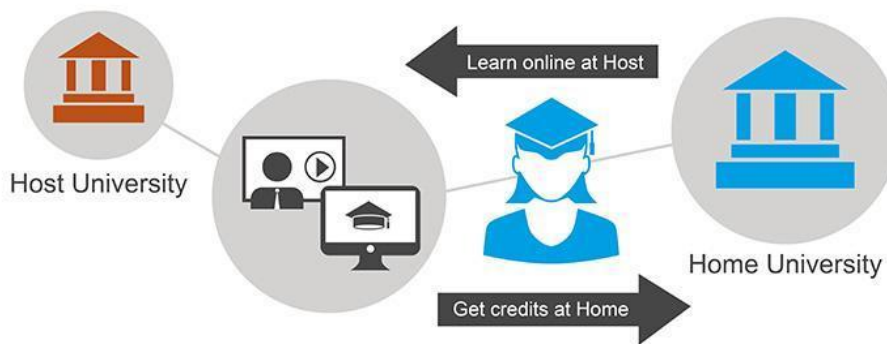 Learn online at Host
Host University
Home University
Get credits at Home